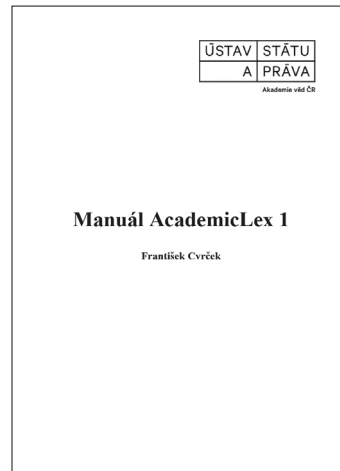 ÚSTAV STÁTU
A PRÁVA
Akademie věd ČR
Manuál AcademicLex 1
František Cvrček